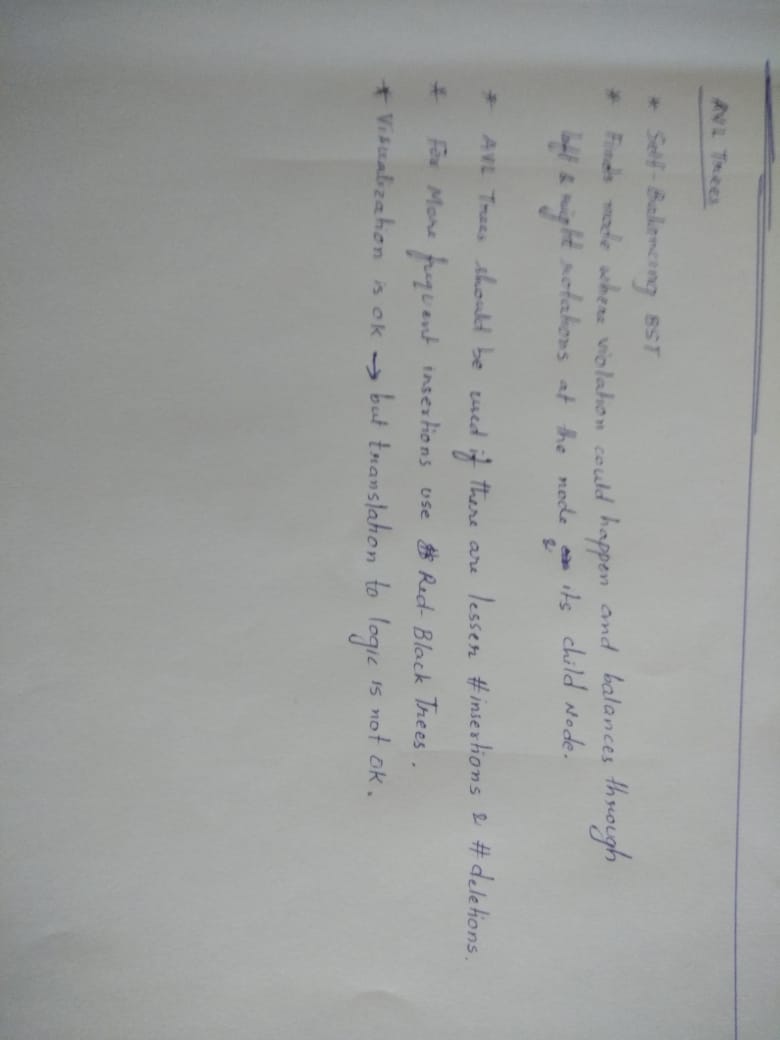 AVL Trees
* Self-Balancing BST
* Finds node where violation could happen and balances through
left & right rotations at the node & its child Node.
* AVL Trees should be used if there are lesser #insertions & #deletions.
* For More frequent insertions use Red-Black Trees.
* Visualization is ok → but translation to logic is not ok.